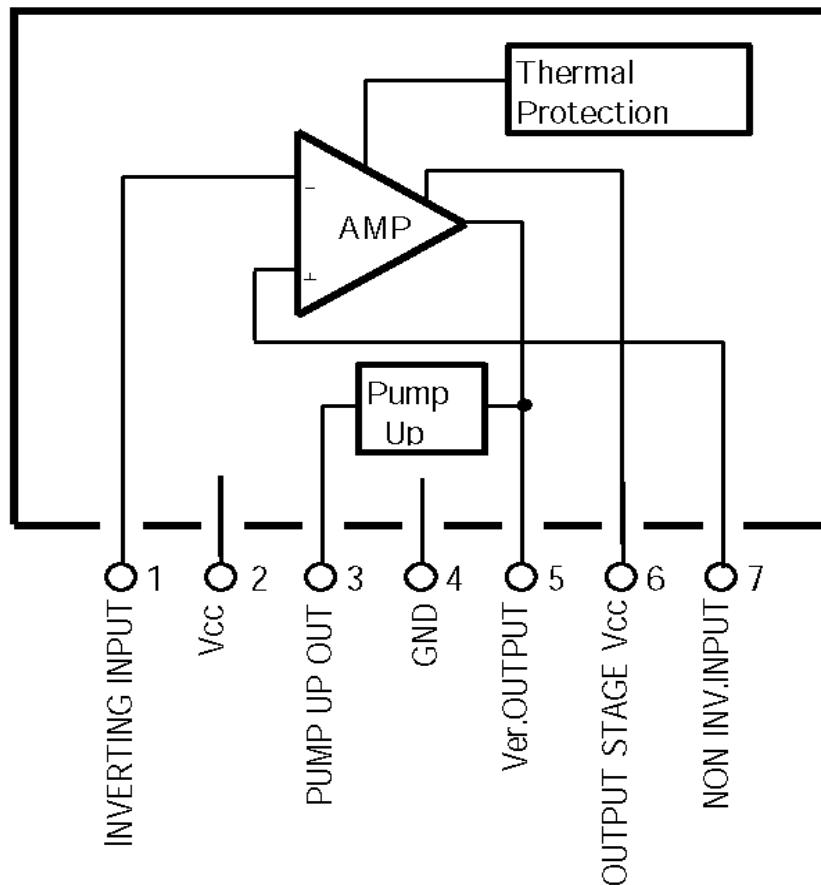 Thermal
Protection
-
AMP
+
Pump
Up
1
2
3
4
5
6
7
INVERTING INPUT
Vcc
PUMP UP OUT
GND
Ver.OUTPUT
OUTPUT STAGE Vcc
NON INV.INPUT